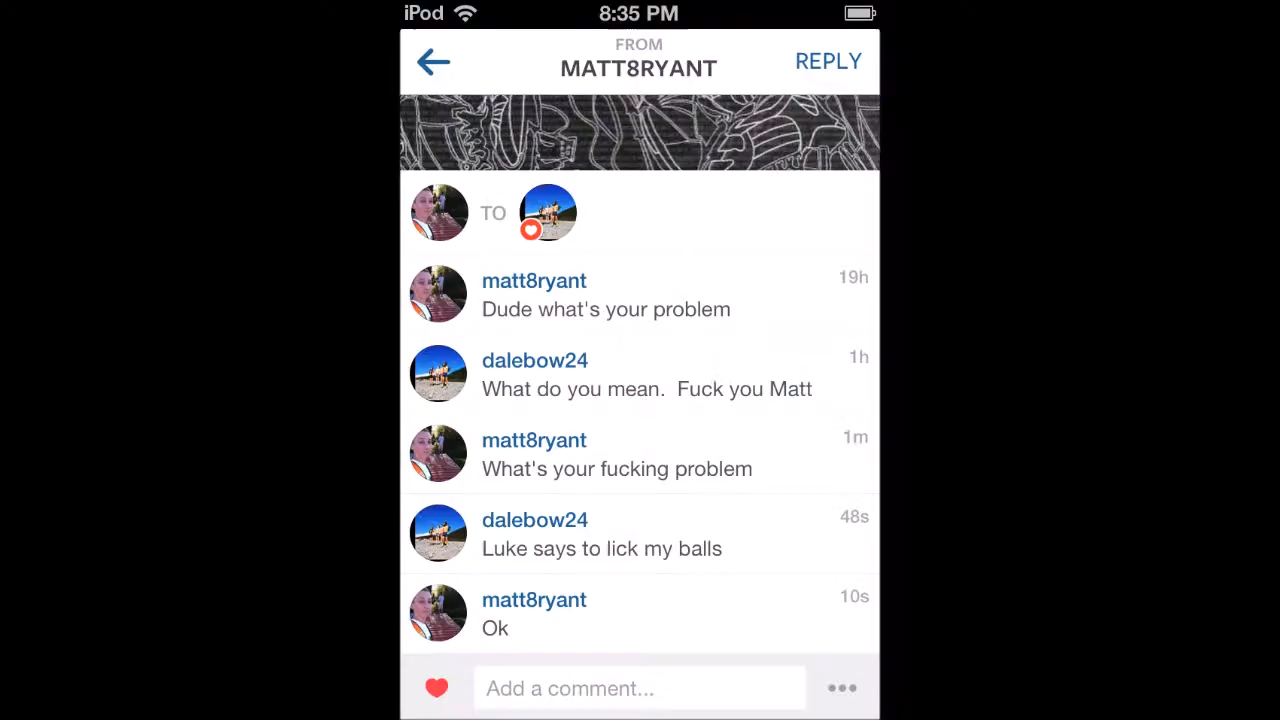 iPod 8:35 PM
FROM
MATT8RYANT
REPLY
TO
matt8ryant 19h
Dude what's your problem
dalebow24 1h
What do you mean.  Fuck you Matt
matt8ryant 1m
What's your fucking problem
dalebow24 48s
Luke says to lick my balls
matt8ryant 10s
Ok
Add a comment...